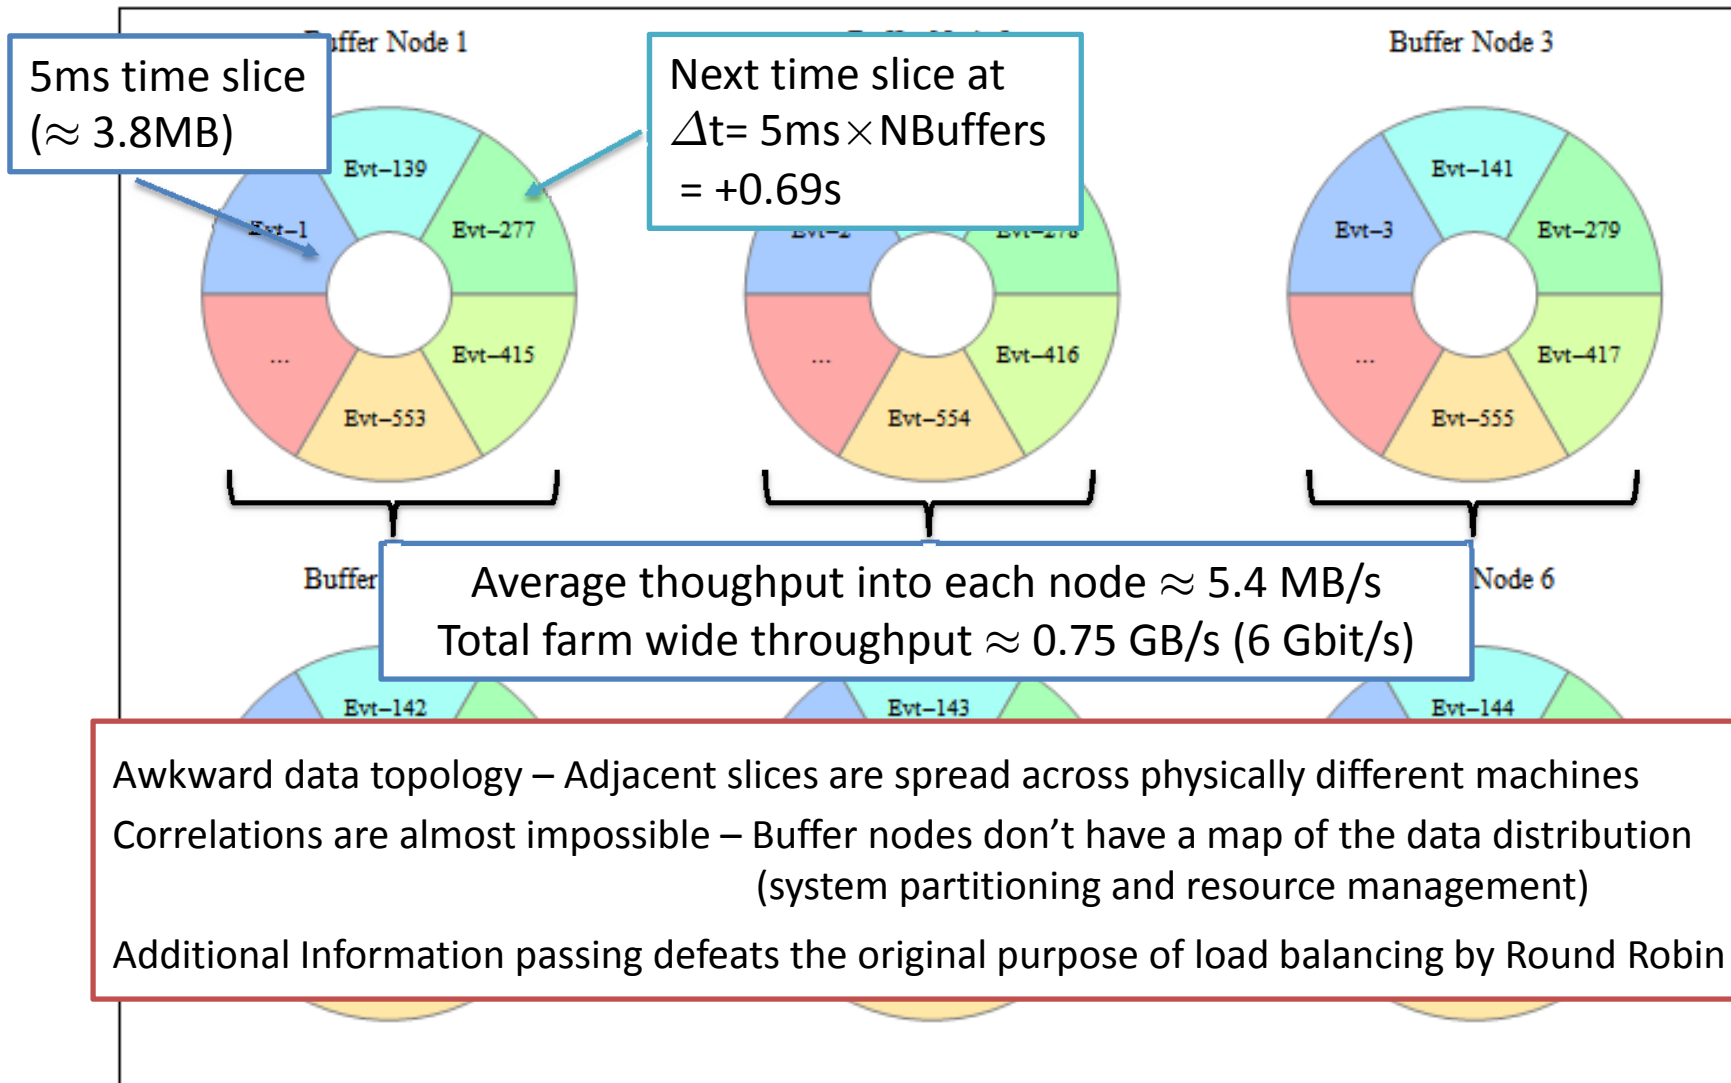 uffer Node 1
Buffer Node 3
5ms time slice
(≈ 3.8MB)
Next time slice at
Δt= 5ms×NBuffers
= +0.69s
Evt–139
Evt–1
Evt–277
...
Evt–415
Evt–553
Evt–278
...
Evt–416
Evt–554
Evt–141
Evt–3
Evt–279
...
Evt–417
Evt–555
Buffer
Node 6
Average thoughput into each node ≈ 5.4 MB/s
Total farm wide throughput ≈ 0.75 GB/s (6 Gbit/s)
Evt–142
Evt–143
Evt–144
Awkward data topology – Adjacent slices are spread across physically different machines
Correlations are almost impossible – Buffer nodes don’t have a map of the data distribution
(system partitioning and resource management)
Additional Information passing defeats the original purpose of load balancing by Round Robin